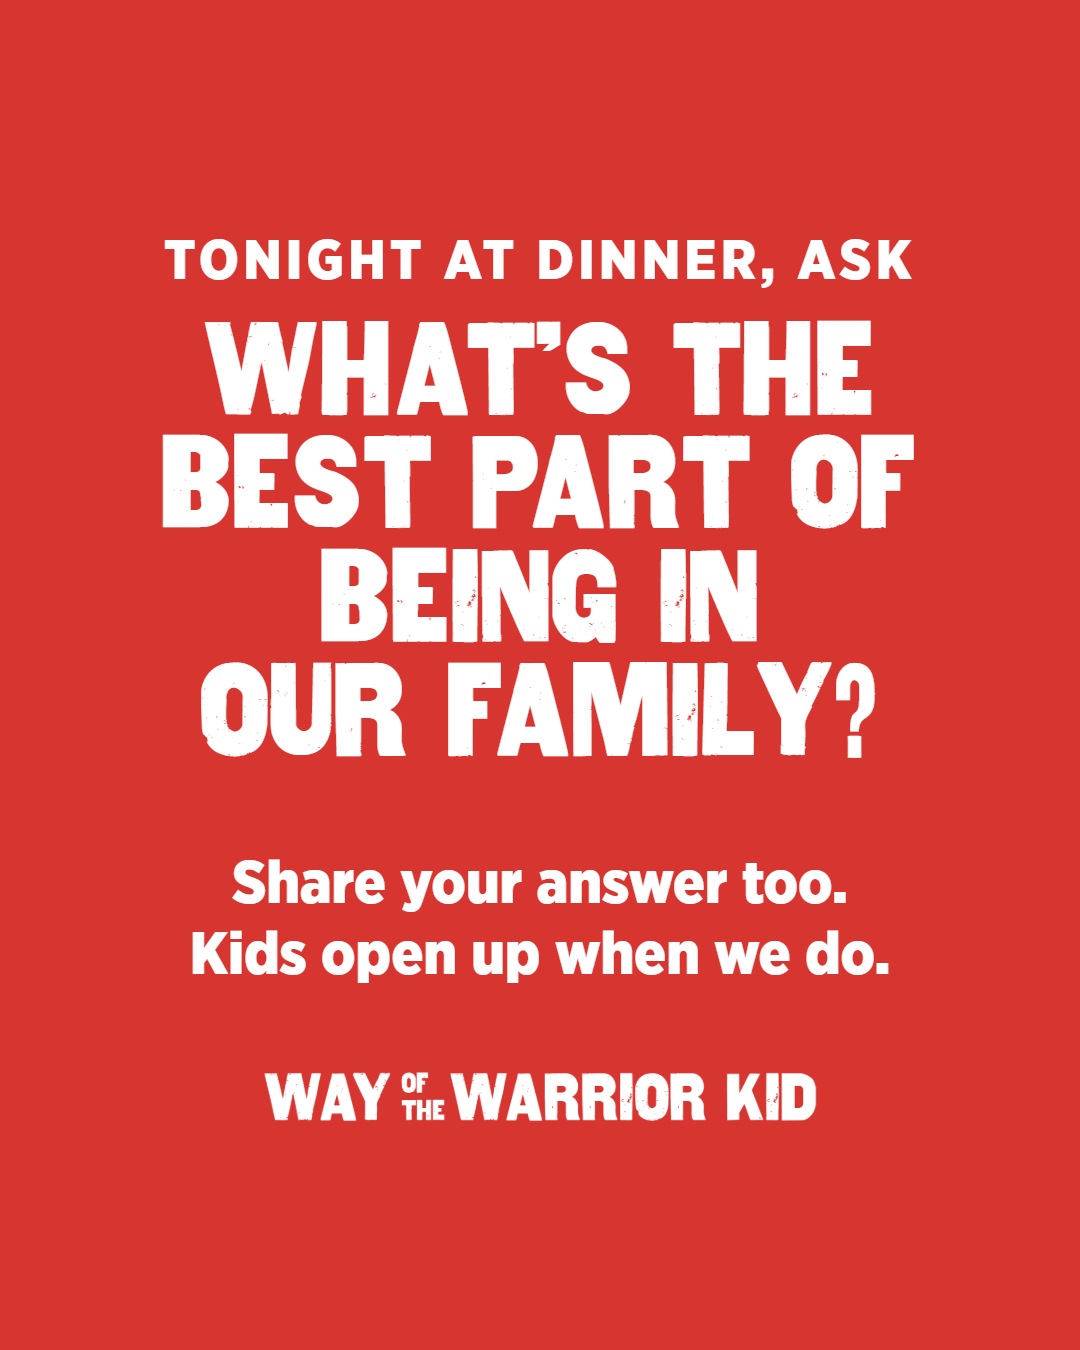 TONIGHT AT DINNER, ASK
WHAT'S THE
BEST PART OF
BEING IN
OUR FAMILY?
Share your answer too.
Kids open up when we do.
WAY OF THE WARRIOR KID